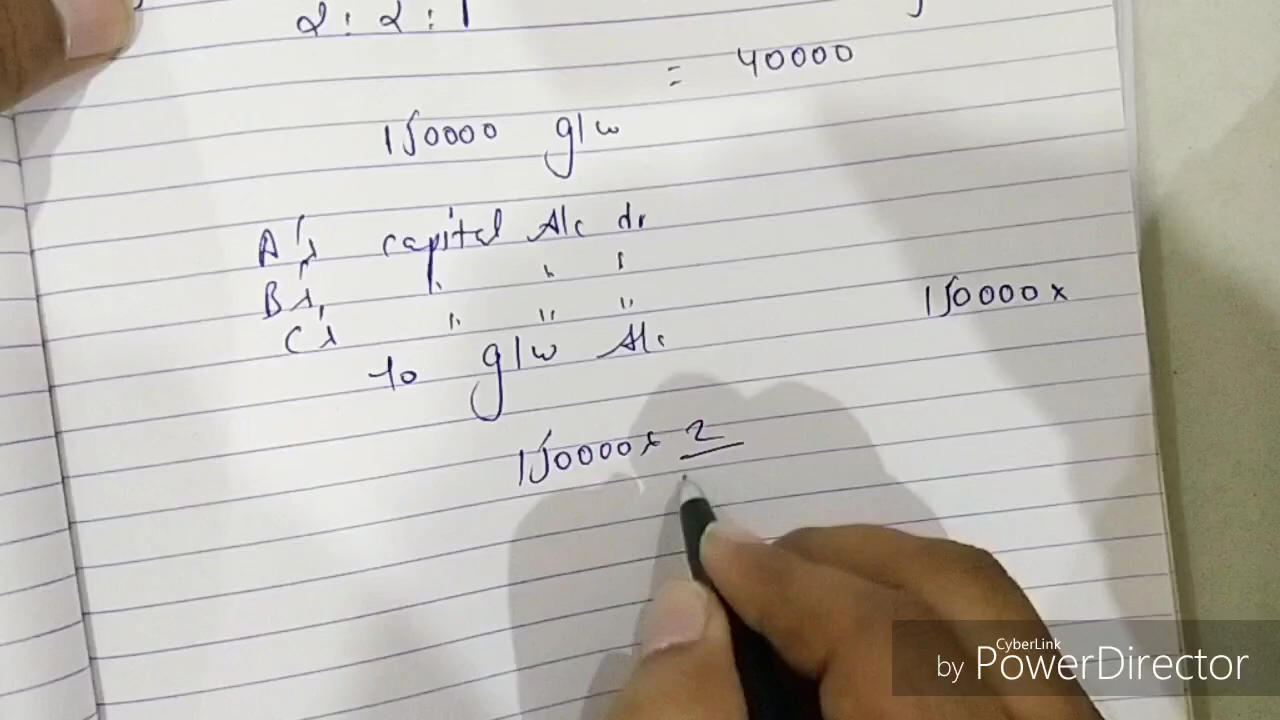 2 : 2 : 1
= 40000
150000 g/w
A's capital A/c dr
B's " " "
150000 x
C's " " "
To g/w A/c
150000 x 2
CyberLink
by PowerDirector